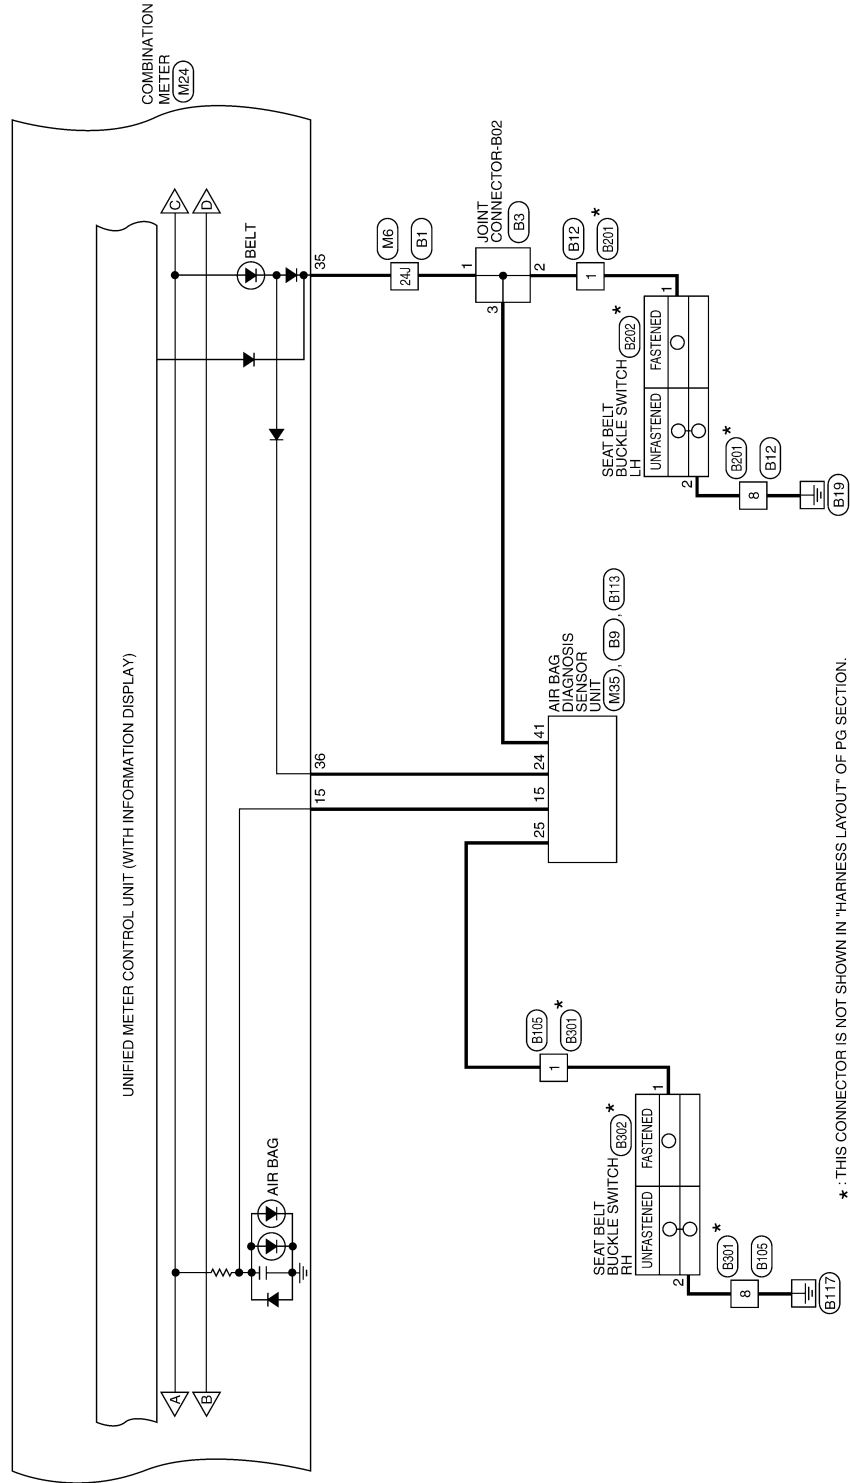 COMBINATION
METER
M24
A
B
C
D
UNIFIED METER CONTROL UNIT (WITH INFORMATION DISPLAY)
AIR BAG
BELT
15
36
35
M6
24J
B1
JOINT
CONNECTOR-B02
B3
1
2
3
B12
1
B201
*
SEAT BELT
BUCKLE SWITCH
LH
B202
*
1
UNFASTENED
FASTENED
2
B201
*
8
B12
B19
AIR BAG
DIAGNOSIS
SENSOR
UNIT
M35 , B9 , B113
25
15
24
41
B105
1
B301
*
SEAT BELT
BUCKLE SWITCH
RH
B302
*
1
UNFASTENED
FASTENED
2
B301
*
8
B105
B117
* : THIS CONNECTOR IS NOT SHOWN IN "HARNESS LAYOUT" OF PG SECTION.